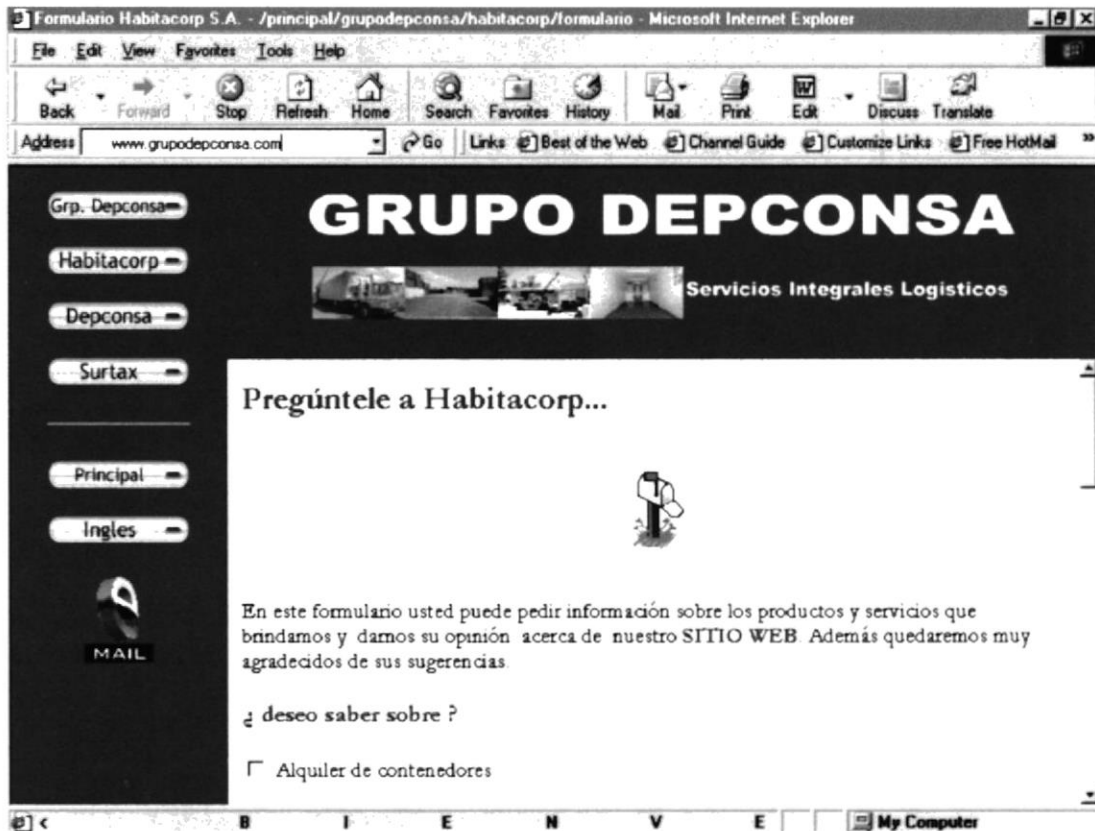 Formulario Habitacorp S.A. - /principal/grupodepconsa/habitacorp/formulario - Microsoft Internet Explorer
File Edit View Favorites Tools Help
Back Forward Stop Refresh Home Search Favorites History Mail Print Edit Discuss Translate
Address www.grupodepconsa.com Go Links Best of the Web Channel Guide Customize Links Free HotMail »
Grp. Depconsa
Habitacorp
Depconsa
Surtax
Principal
Ingles
MAIL
GRUPO DEPCONSA
Servicios Integrales Logisticos
Pregúntele a Habitacorp...
En este formulario usted puede pedir información sobre los productos y servicios que
brindamos y darnos su opinión acerca de nuestro SITIO WEB. Además quedaremos muy
agradecidos de sus sugerencias.
¿ deseo saber sobre ?
Alquiler de contenedores
< B I E N V E My Computer